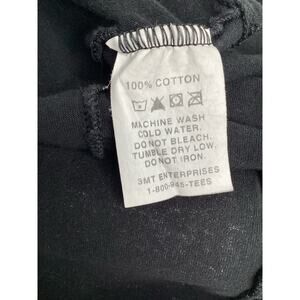 100% COTTON
MACHINE WASH
COLD WATER.
DO NOT BLEACH.
TUMBLE DRY LOW.
DO NOT IRON.
3MT ENTERPRISES
1-800-945-TEES